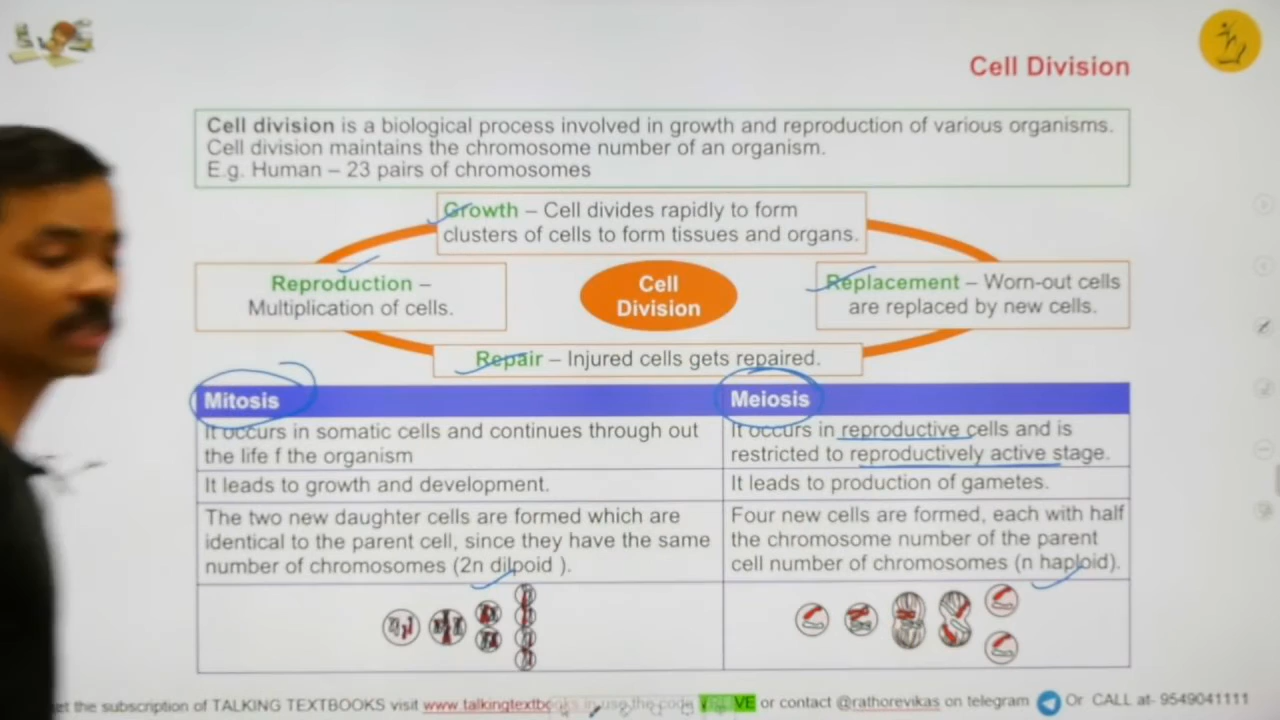 Cell Division
Cell division is a biological process involved in growth and reproduction of various organisms.
Cell division maintains the chromosome number of an organism.
E.g. Human – 23 pairs of chromosomes
Growth – Cell divides rapidly to form
clusters of cells to form tissues and organs.
Reproduction –
Multiplication of cells.
Cell
Division
Replacement – Worn-out cells
are replaced by new cells.
Repair – Injured cells gets repaired.
Mitosis
Meiosis
It occurs in somatic cells and continues through out
the life f the organism
It occurs in reproductive cells and is
restricted to reproductively active stage.
It leads to growth and development.
It leads to production of gametes.
The two new daughter cells are formed which are
identical to the parent cell, since they have the same
number of chromosomes (2n dilpoid ).
Four new cells are formed, each with half
the chromosome number of the parent
cell number of chromosomes (n haploid).
et the subscription of TALKING TEXTBOOKS visit www.talkingtextbo in use the code VE or contact @rathorevikas on telegram Or CALL at- 9549041111